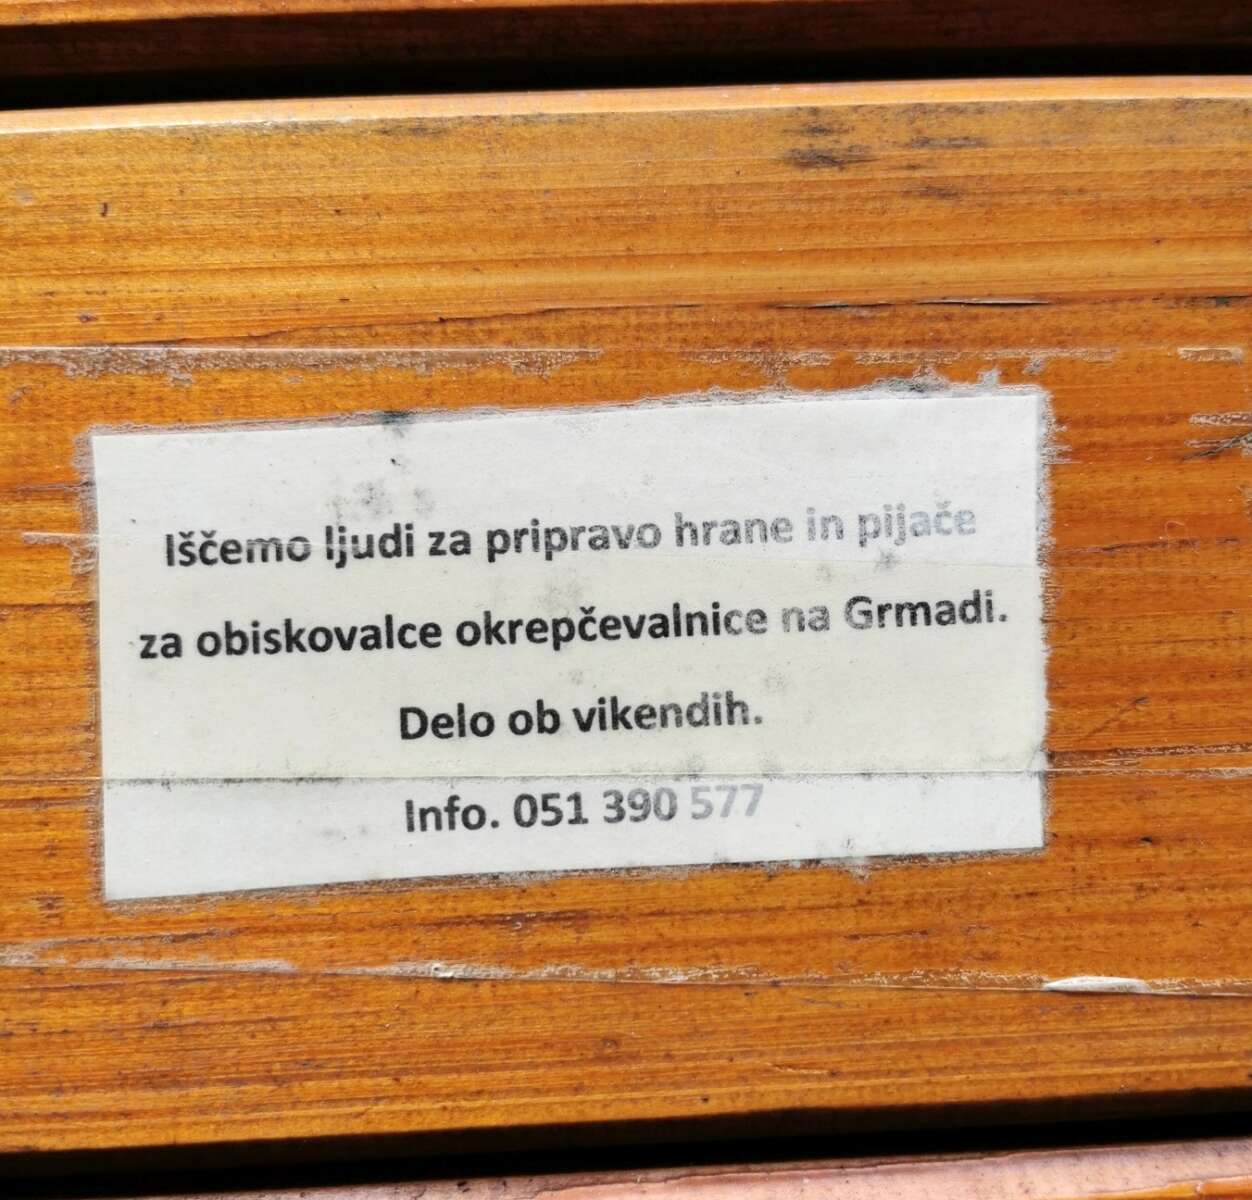 Iščemo ljudi za pripravo hrane in pijače
za obiskovalce okrepčevalnice na Grmadi.
Delo ob vikendih.
Info. 051 390 577